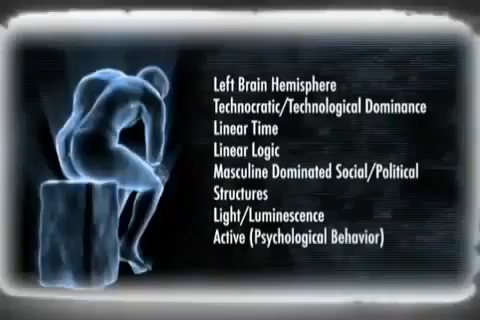 Left Brain Hemisphere
Technocratic/Technological Dominance
Linear Time
Linear Logic
Masculine Dominated Social/Political
Structures
Light/Luminescence
Active (Psychological Behavior)